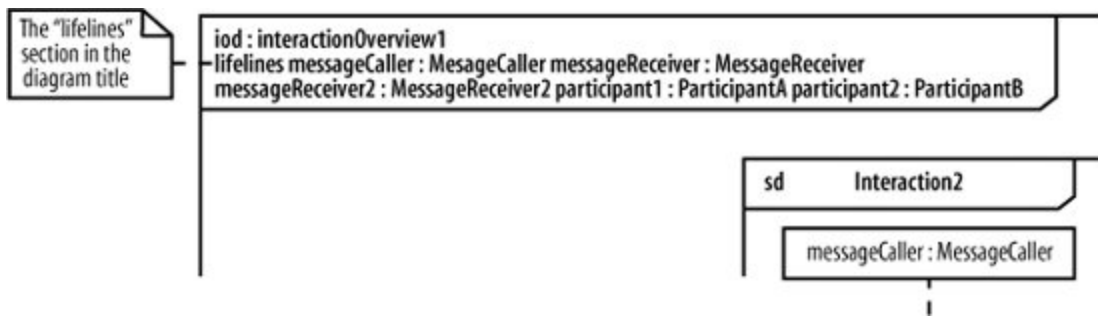 The “lifelines”
section in the
diagram title
iod : interactionOverview1
lifelines messageCaller : MesageCaller messageReceiver : MessageReceiver
messageReceiver2 : MessageReceiver2 participant1 : ParticipantA participant2 : ParticipantB
sd Interaction2
messageCaller : MessageCaller